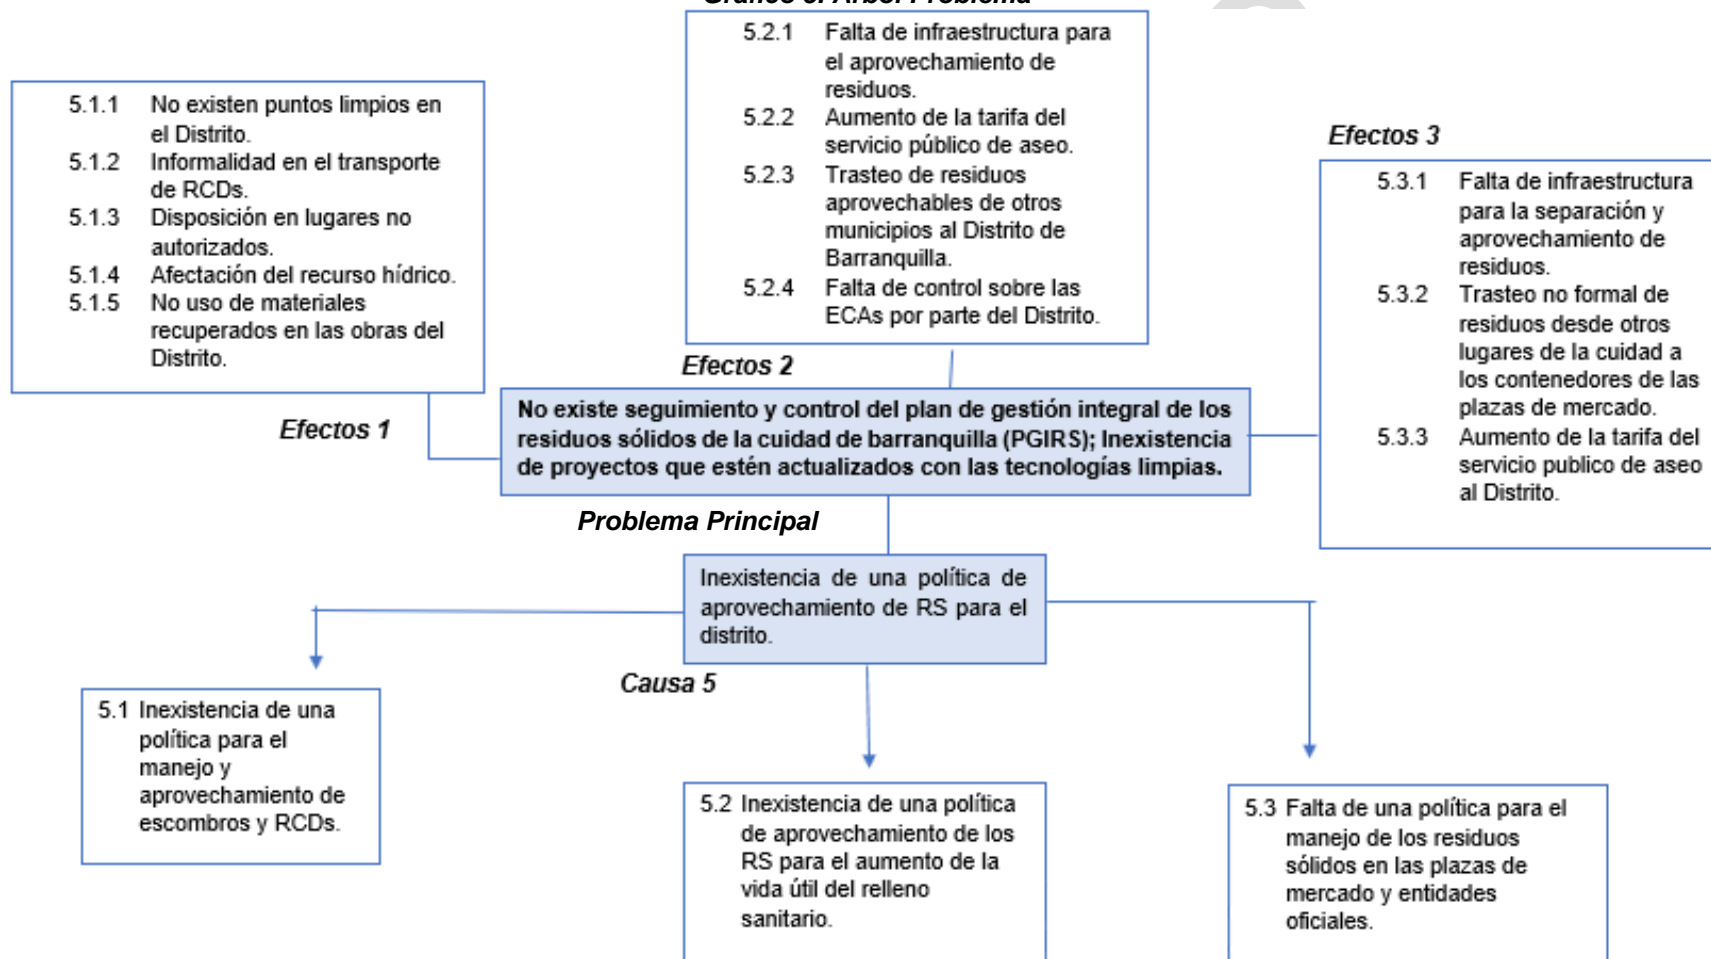 5.2.1 Falta de infraestructura para
el aprovechamiento de
residuos.
5.2.2 Aumento de la tarifa del
servicio público de aseo.
5.2.3 Trasteo de residuos
aprovechables de otros
municipios al Distrito de
Barranquilla.
5.2.4 Falta de control sobre las
ECAs por parte del Distrito.
5.1.1 No existen puntos limpios en
el Distrito.
5.1.2 Informalidad en el transporte
de RCDs.
5.1.3 Disposición en lugares no
autorizados.
5.1.4 Afectación del recurso hídrico.
5.1.5 No uso de materiales
recuperados en las obras del
Distrito.
Efectos 3
5.3.1 Falta de infraestructura
para la separación y
aprovechamiento de
residuos.
5.3.2 Trasteo no formal de
residuos desde otros
lugares de la cuidad a
los contenedores de las
plazas de mercado.
5.3.3 Aumento de la tarifa del
servicio publico de aseo
al Distrito.
Efectos 2
Efectos 1
No existe seguimiento y control del plan de gestión integral de los
residuos sólidos de la cuidad de barranquilla (PGIRS); Inexistencia
de proyectos que estén actualizados con las tecnologías limpias.
Problema Principal
Inexistencia de una política de
aprovechamiento de RS para el
distrito.
Causa 5
5.1 Inexistencia de una
política para el
manejo y
aprovechamiento de
escombros y RCDs.
5.2 Inexistencia de una política
de aprovechamiento de los
RS para el aumento de la
vida útil del relleno
sanitario.
5.3 Falta de una política para el
manejo de los residuos
sólidos en las plazas de
mercado y entidades
oficiales.